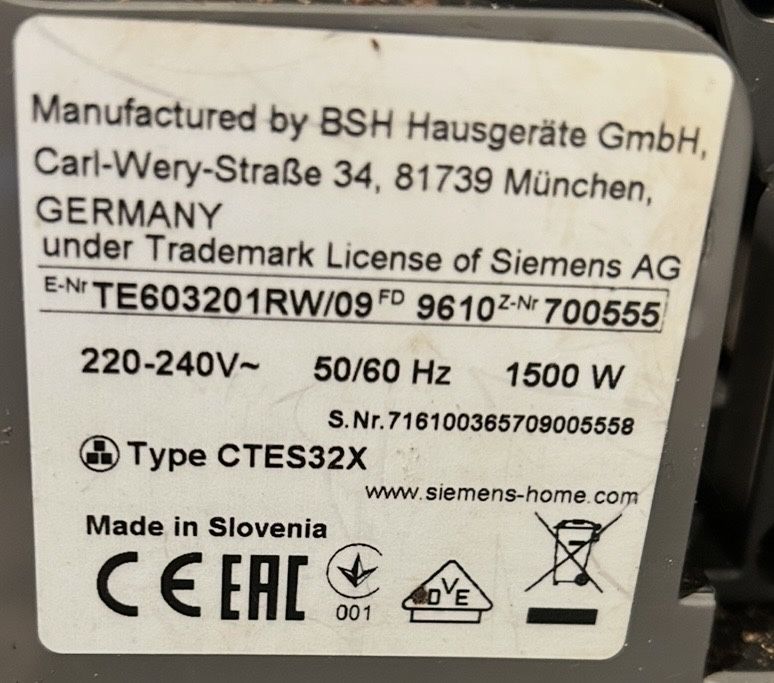 Manufactured by BSH Hausgeräte GmbH,
Carl-Wery-Straße 34, 81739 München,
GERMANY
under Trademark License of Siemens AG
E-Nr TE603201RW/09 FD 9610 Z-Nr 700555
220-240V~ 50/60 Hz 1500 W
S.Nr.716100365709005558
Type CTES32X
www.siemens-home.com
Made in Slovenia
CE EAC 001 DVE